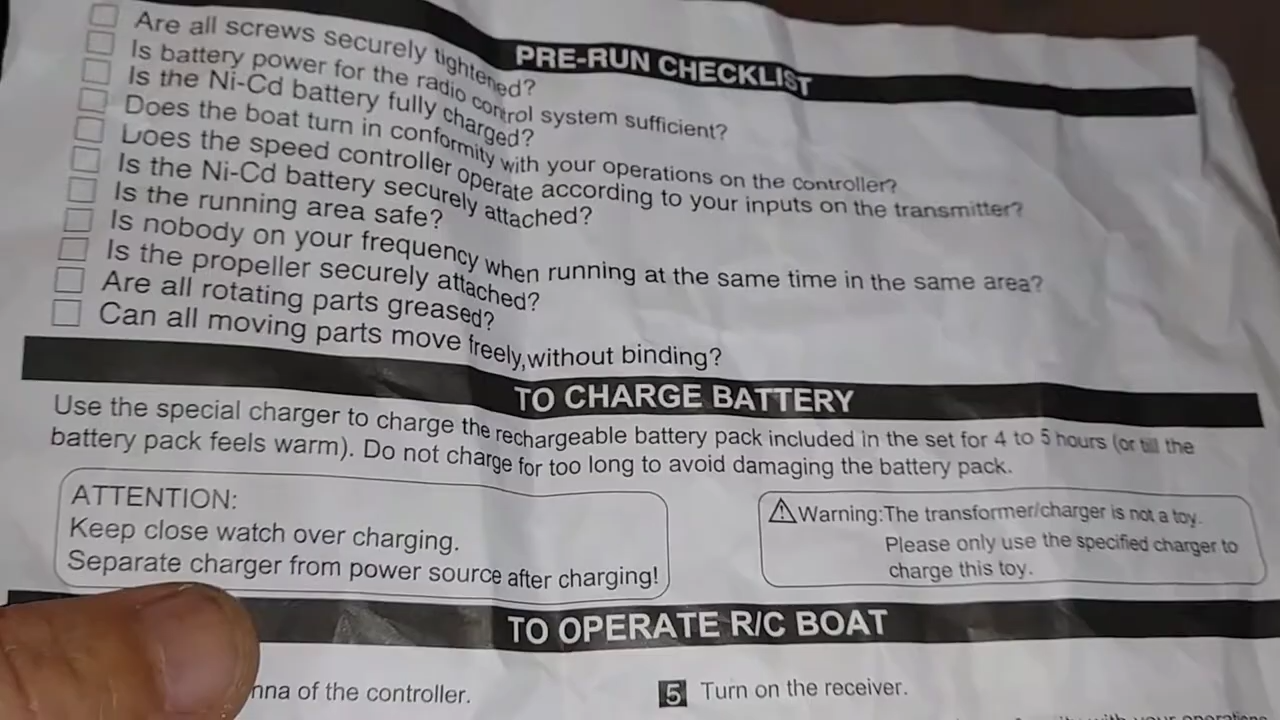 PRE-RUN CHECKLIST
Are all screws securely tightened?
Is battery power for the radio control system sufficient?
Is the Ni-Cd battery fully charged?
Does the boat turn in conformity with your operations on the controller?
Does the speed controller operate according to your inputs on the transmitter?
Is the Ni-Cd battery securely attached?
Is the running area safe?
Is nobody on your frequency when running at the same time in the same area?
Is the propeller securely attached?
Are all rotating parts greased?
Can all moving parts move freely,without binding?
TO CHARGE BATTERY
Use the special charger to charge the rechargeable battery pack included in the set for 4 to 5 hours (or till the
battery pack feels warm). Do not charge for too long to avoid damaging the battery pack.
ATTENTION:
Keep close watch over charging.
Separate charger from power source after charging!
Warning:The transformer/charger is not a toy.
Please only use the specified charger to
charge this toy.
TO OPERATE R/C BOAT
of the controller.
5 Turn on the receiver.
with your operations